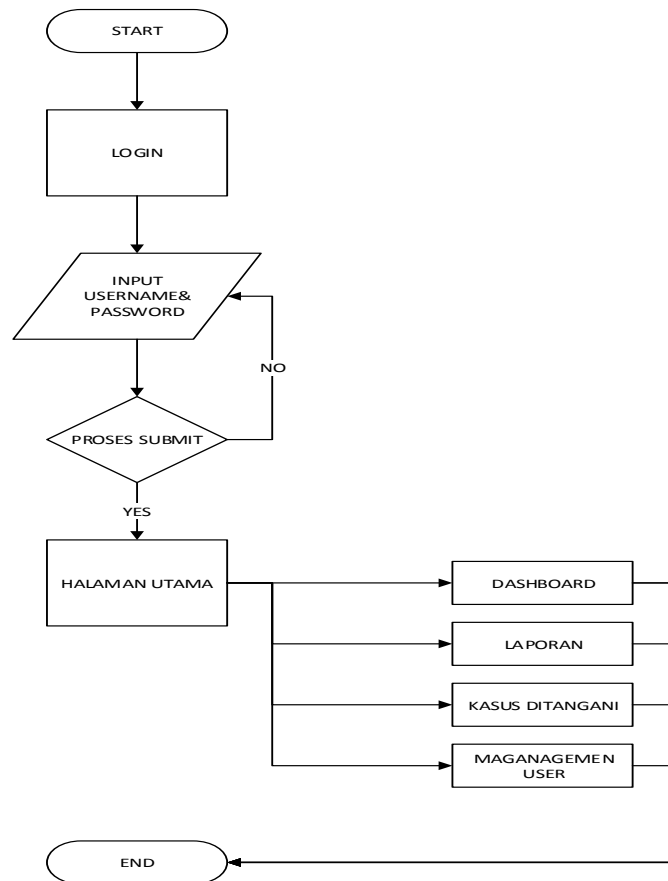 START
LOGIN
INPUT
USERNAME&
PASSWORD
NO
PROSES SUBMIT
YES
HALAMAN UTAMA
DASHBOARD
LAPORAN
KASUS DITANGANI
MAGANAGEMEN
USER
END